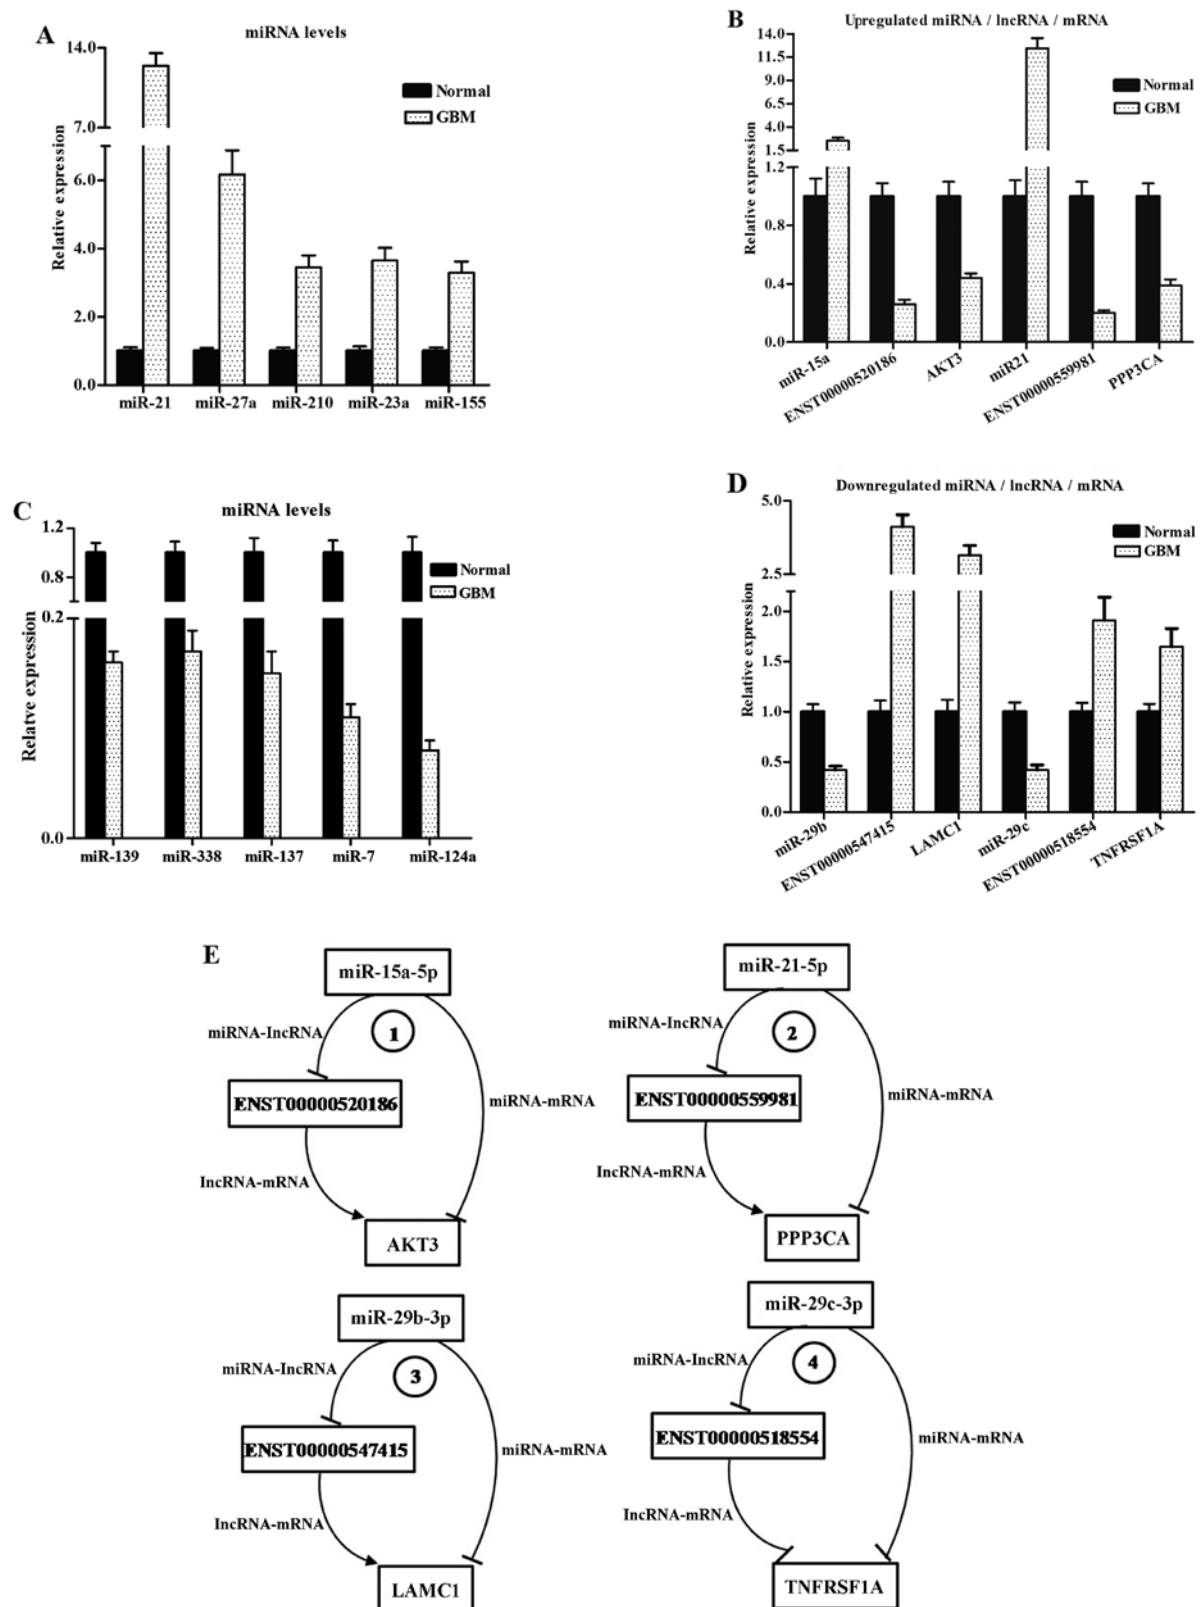 A
miRNA levels
Relative expression
14.0
7.0
6.0
4.0
2.0
0.0
Normal
GBM
miR-21 miR-27a miR-210 miR-23a miR-155
B
Upregulated miRNA / lncRNA / mRNA
Relative expression
14.0
11.5
9.0
6.5
4.0
1.5
1.2
0.8
0.4
0.0
Normal
GBM
miR-15a ENST00000520186 AKT3 miR21 ENST00000559981 PPP3CA
C
miRNA levels
Relatve expression
1.2
0.8
0.2
0.0
Normal
GBM
miR-139 miR-338 miR-137 miR-7 miR-124a
D
Downregulated miRNA / lncRNA / mRNA
Relative expression
5.0
2.5
2.0
1.5
1.0
0.5
0.0
Normal
GBM
miR-29b ENST00000547415 LAMC1 miR-29c ENST00000518554 TNFRSF1A
E
miR-15a-5p
miRNA-lncRNA
1
ENST00000520186
miRNA-mRNA
lncRNA-mRNA
AKT3
miR-21-5p
miRNA-lncRNA
2
ENST00000559981
miRNA-mRNA
lncRNA-mRNA
PPP3CA
miR-29b-3p
miRNA-lncRNA
3
ENST00000547415
miRNA-mRNA
lncRNA-mRNA
LAMC1
miR-29c-3p
miRNA-lncRNA
4
ENST00000518554
miRNA-mRNA
lncRNA-mRNA
TNFRSF1A